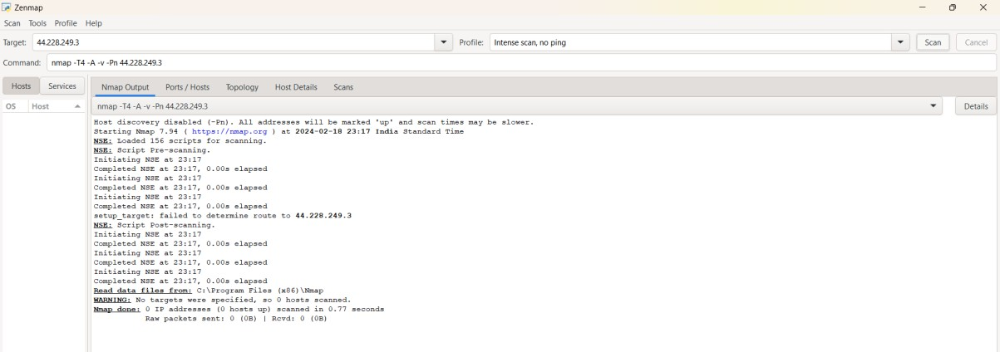 Zenmap
Scan Tools Profile Help
Target: 44.228.249.3 Profile: Intense scan, no ping Scan Cancel
Command: nmap -T4 -A -v -Pn 44.228.249.3
Hosts Services Nmap Output Ports / Hosts Topology Host Details Scans
OS Host nmap -T4 -A -v -Pn 44.228.249.3 Details
Host discovery disabled (-Pn). All addresses will be marked 'up' and scan times may be slower.
Starting Nmap 7.94 ( https://nmap.org ) at 2024-02-18 23:17 India Standard Time
NSE: Loaded 156 scripts for scanning.
NSE: Script Pre-scanning.
Initiating NSE at 23:17
Completed NSE at 23:17, 0.00s elapsed
Initiating NSE at 23:17
Completed NSE at 23:17, 0.00s elapsed
Initiating NSE at 23:17
Completed NSE at 23:17, 0.00s elapsed
setup_target: failed to determine route to 44.228.249.3
NSE: Script Post-scanning.
Initiating NSE at 23:17
Completed NSE at 23:17, 0.00s elapsed
Initiating NSE at 23:17
Completed NSE at 23:17, 0.00s elapsed
Initiating NSE at 23:17
Completed NSE at 23:17, 0.00s elapsed
Read data files from: C:\Program Files (x86)\Nmap
WARNING: No targets were specified, so 0 hosts scanned.
Nmap done: 0 IP addresses (0 hosts up) scanned in 0.77 seconds
Raw packets sent: 0 (0B) | Rcvd: 0 (0B)